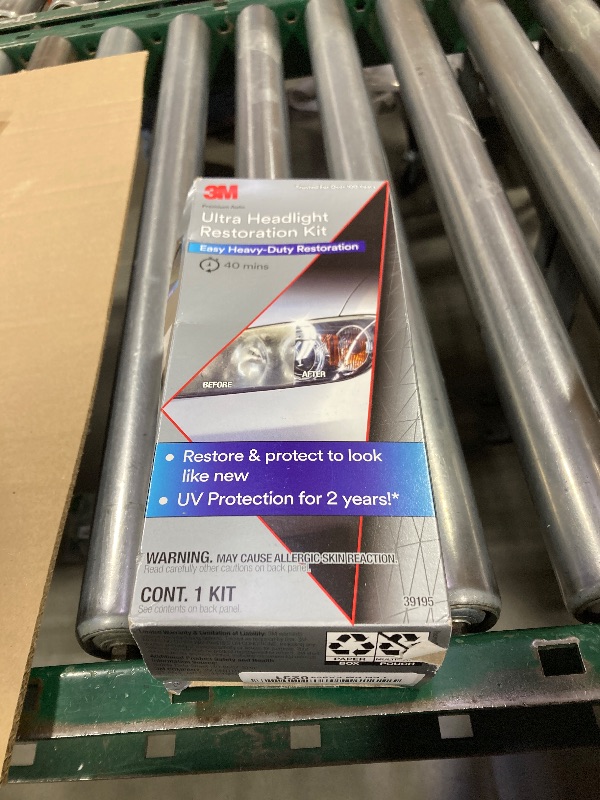 3M
Premium Auto
Ultra Headlight
Restoration Kit
Easy Heavy-Duty Restoration
40 mins
BEFORE
AFTER
• Restore & protect to look
like new
• UV Protection for 2 years!*
WARNING. MAY CAUSE ALLERGIC SKIN REACTION.
Read carefully other cautions on back panel.
CONT. 1 KIT
See contents on back panel.
39195
PAPER
BOX
POUCH